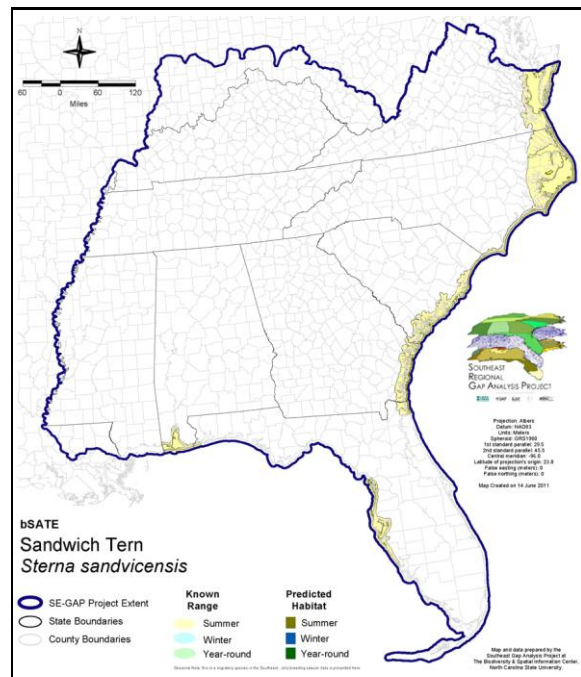 N
60 0 60 120
Miles
SOUTHEAST
REGIONAL
GAP ANALYSIS PROJECT
Projection: Albers
Datum: NAD83
Units: Meters
Spheroid: GRS1980
1st standard parallel: 29.5
2nd standard parallel: 45.5
Central meridian: -96.0
Latitude of projection's origin: 23.0
False easting (meters): 0
False northing (meters): 0
Map Created on 14 June 2011
bSATE
Sandwich Tern
Sterna sandvicensis
SE-GAP Project Extent
State Boundaries
County Boundaries
Known
Range
Summer
Winter
Year-round
Predicted
Habitat
Summer
Winter
Year-round
Map and data prepared by the
Southeast Gap Analysis Project at
The Biodiversity & Spatial Information Center,
North Carolina State University.